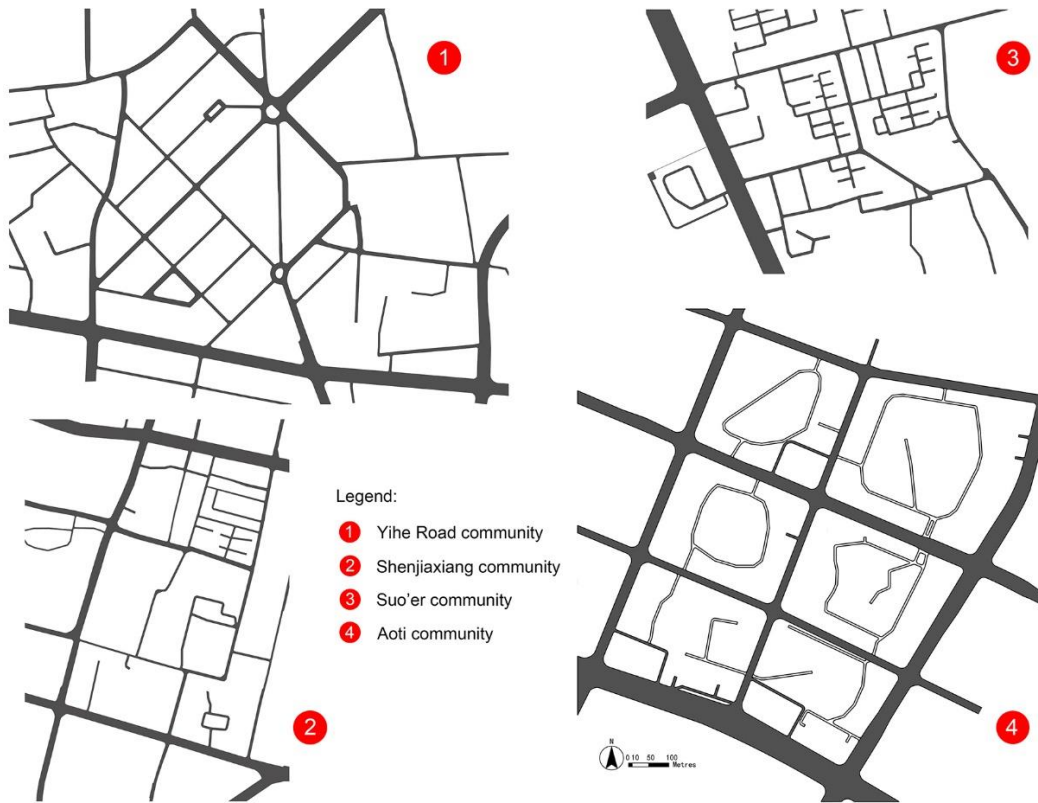 1
3
Legend:
1 Yihe Road community
2 Shenjiaxiang community
3 Suo'er community
4 Aoti community
2
4
N
0 10 50 100
Metres